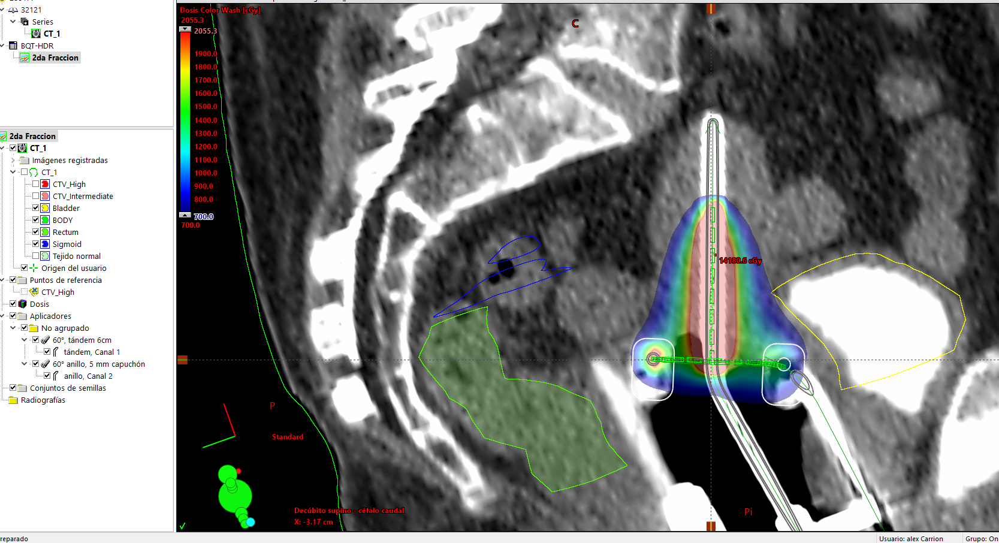 32121
Series
CT_1
BQT-HDR
2da Fraccion
2da Fraccion
CT_1
Imágenes registradas
CT_1
CTV_High
CTV_Intermediate
Bladder
BODY
Rectum
Sigmoid
Tejido normal
Origen del usuario
Puntos de referencia
CTV_High
Dosis
Aplicadores
No agrupado
60°, tándem 6cm
tándem, Canal 1
60° anillo, 5 mm capuchón
anillo, Canal 2
Conjuntos de semillas
Radiografías
Dosis Color Wash [cGy]
2055.3
2055.3
1900.0
1800.0
1700.0
1600.0
1500.0
1400.0
1300.0
1200.0
1100.0
1000.0
900.0
800.0
700.0
700.0
C
14180.6 cGy
P
Standard
Decúbito supino - céfalo caudal
X: -3.17 cm
Pi
reparado
Usuario: alex Carrion
Grupo: On